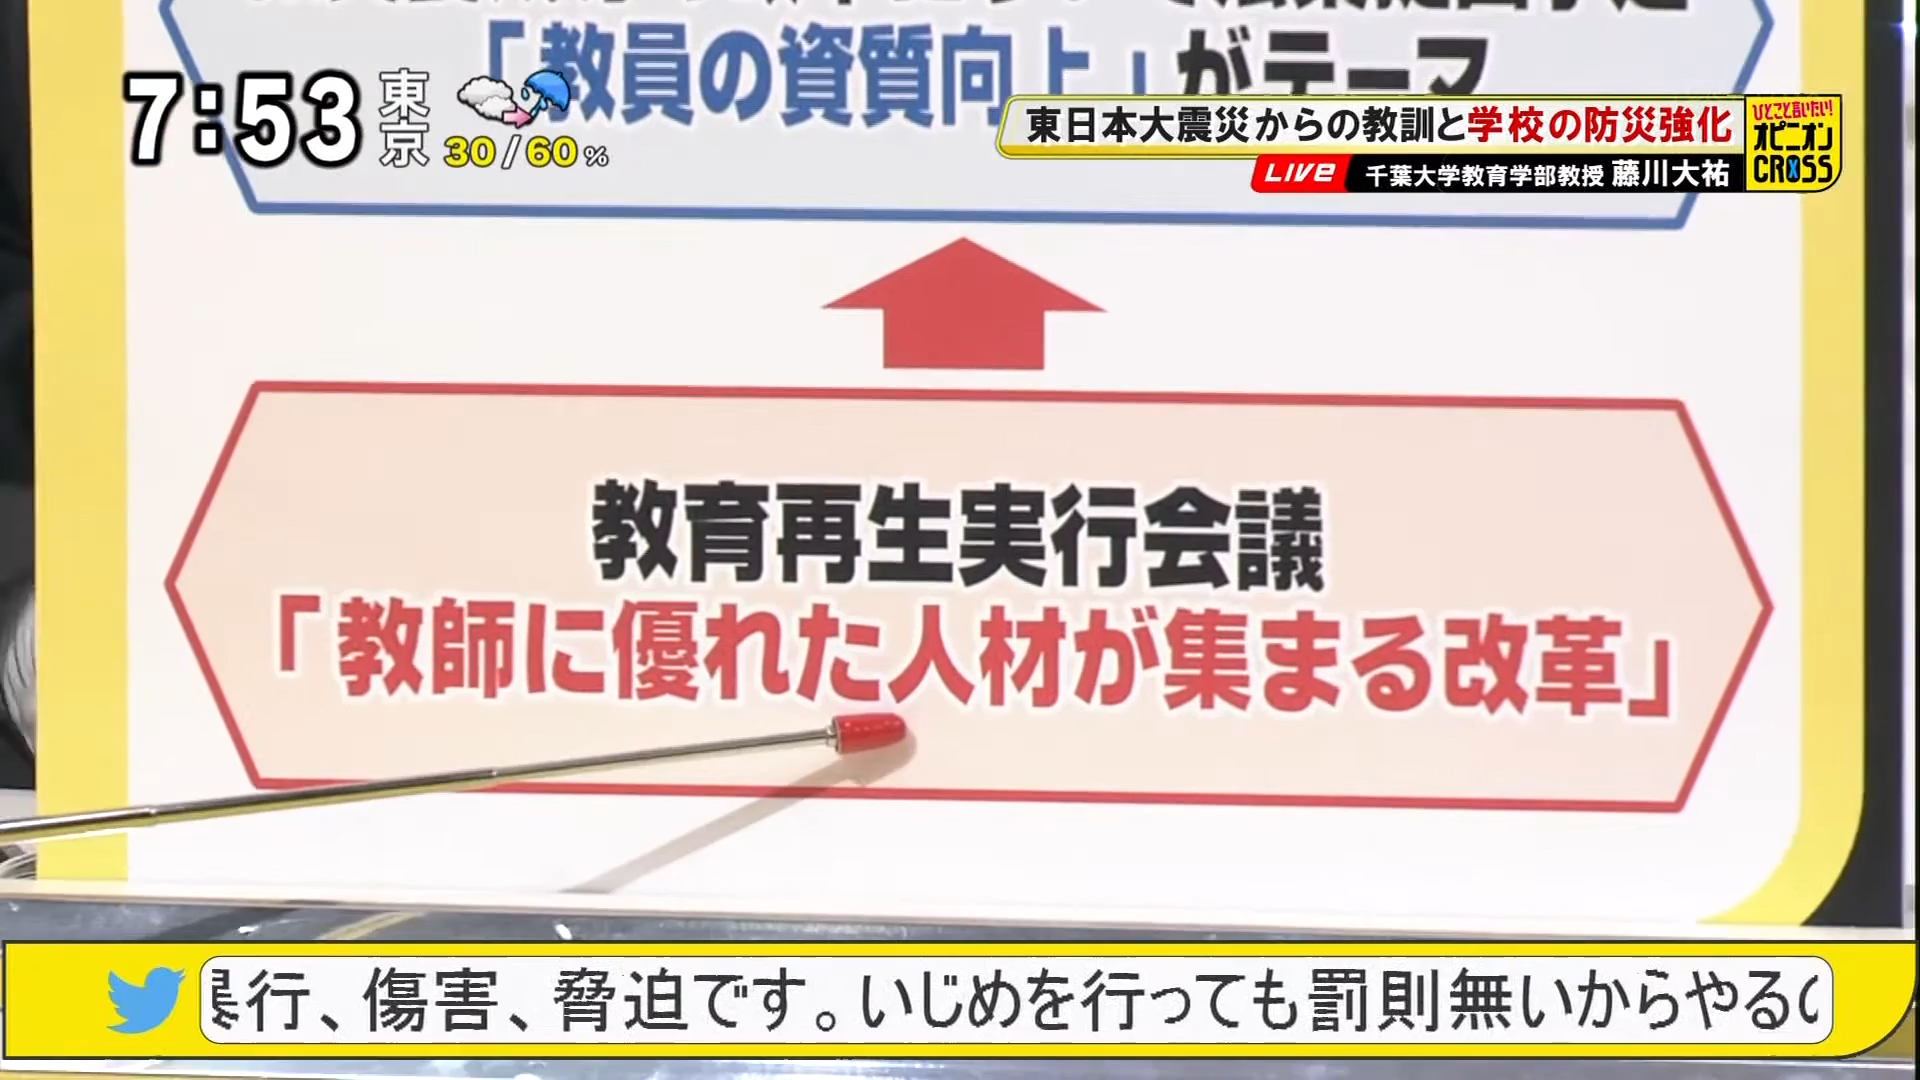 「教員の資質向上」がテーマ
7:53
東京
30/60%
東日本大震災からの教訓と学校の防災強化
LIVE 千葉大学教育学部教授 藤川大祐
ひとこと言いたい!
オピニオン
CROSS
教育再生実行会議
「教師に優れた人材が集まる改革」
行、傷害、脅迫です。いじめを行っても罰則無いからやる